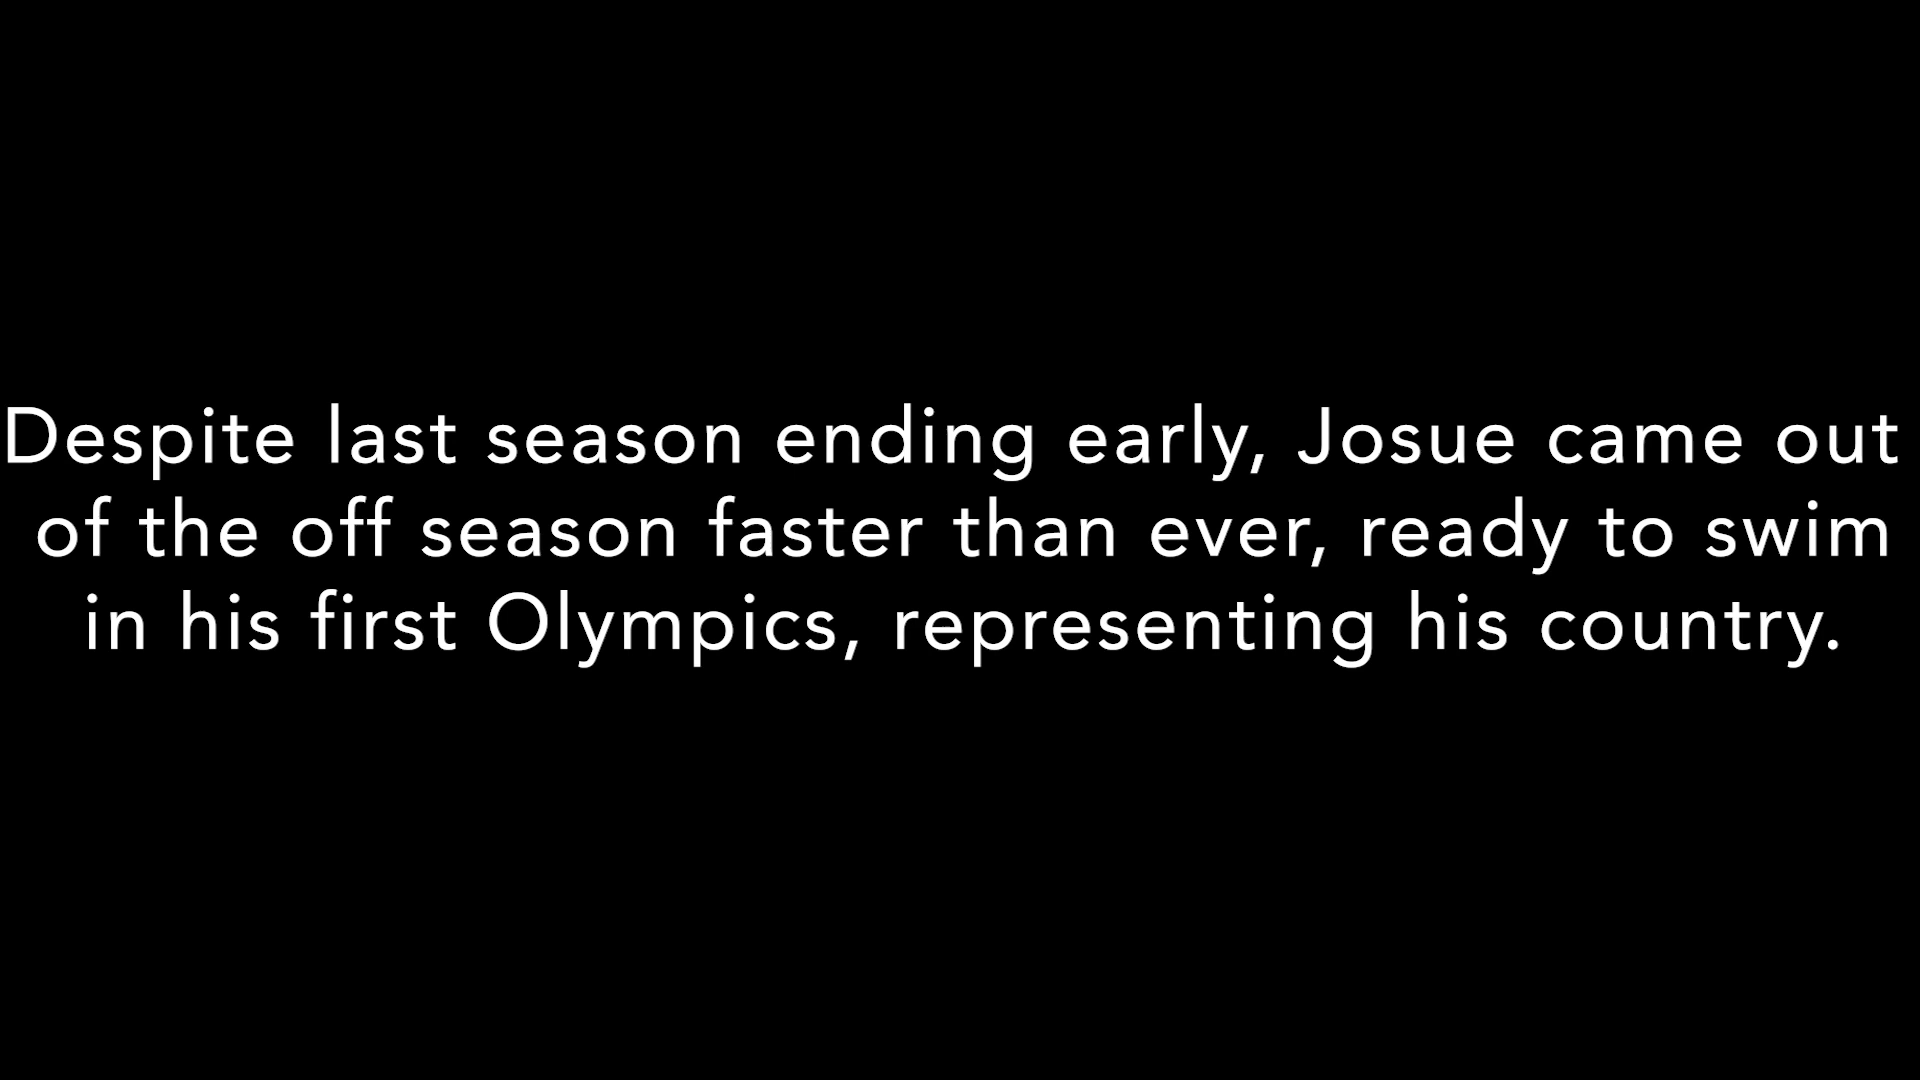 Despite last season ending early, Josue came out
of the off season faster than ever, ready to swim
in his first Olympics, representing his country.